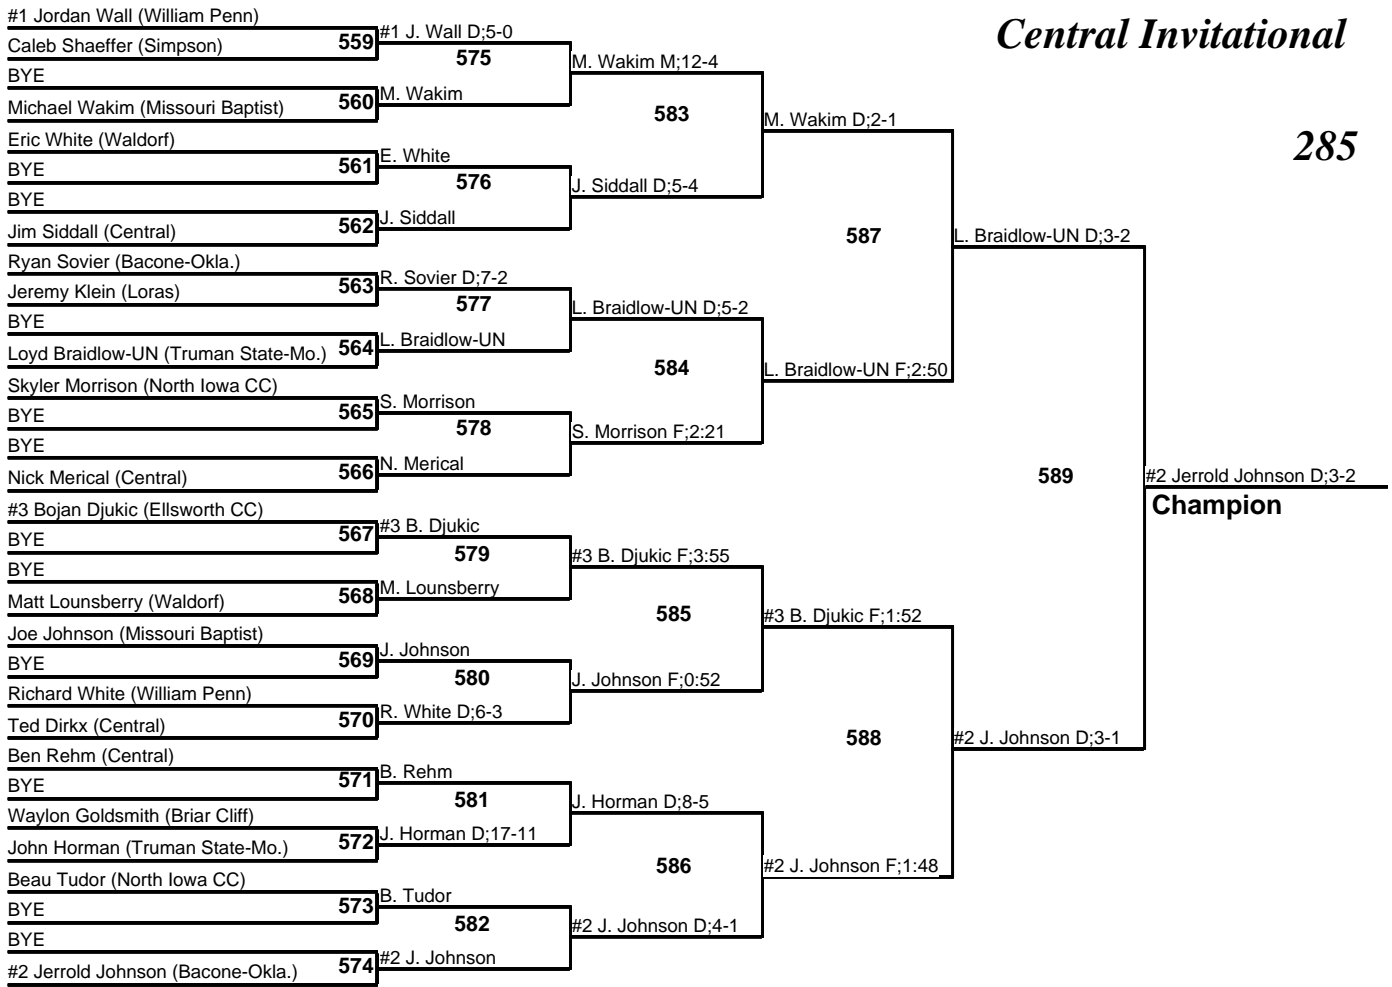 #1 Jordan Wall (William Penn)
Central Invitational
Caleb Shaeffer (Simpson)
559
#1 J. Wall D;5-0
575
BYE
M. Wakim M;12-4
Michael Wakim (Missouri Baptist)
560
M. Wakim
583
M. Wakim D;2-1
285
Eric White (Waldorf)
561
E. White
BYE
576
J. Siddall D;5-4
BYE
J. Siddall
Jim Siddall (Central)
562
587
L. Braidlow-UN D;3-2
Ryan Sovier (Bacone-Okla.)
563
R. Sovier D;7-2
Jeremy Klein (Loras)
577
L. Braidlow-UN D;5-2
BYE
L. Braidlow-UN
Loyd Braidlow-UN (Truman State-Mo.)
564
584
L. Braidlow-UN F;2:50
Skyler Morrison (North Iowa CC)
565
S. Morrison
BYE
578
S. Morrison F;2:21
BYE
N. Merical
Nick Merical (Central)
566
589
#2 Jerrold Johnson D;3-2
Champion
#3 Bojan Djukic (Ellsworth CC)
567
#3 B. Djukic
BYE
579
#3 B. Djukic F;3:55
BYE
M. Lounsberry
Matt Lounsberry (Waldorf)
568
585
#3 B. Djukic F;1:52
Joe Johnson (Missouri Baptist)
569
J. Johnson
BYE
580
J. Johnson F;0:52
Richard White (William Penn)
R. White D;6-3
Ted Dirkx (Central)
570
588
#2 J. Johnson D;3-1
Ben Rehm (Central)
571
B. Rehm
BYE
581
J. Horman D;8-5
Waylon Goldsmith (Briar Cliff)
J. Horman D;17-11
John Horman (Truman State-Mo.)
572
586
#2 J. Johnson F;1:48
Beau Tudor (North Iowa CC)
573
B. Tudor
BYE
582
#2 J. Johnson D;4-1
BYE
#2 J. Johnson
#2 Jerrold Johnson (Bacone-Okla.)
574